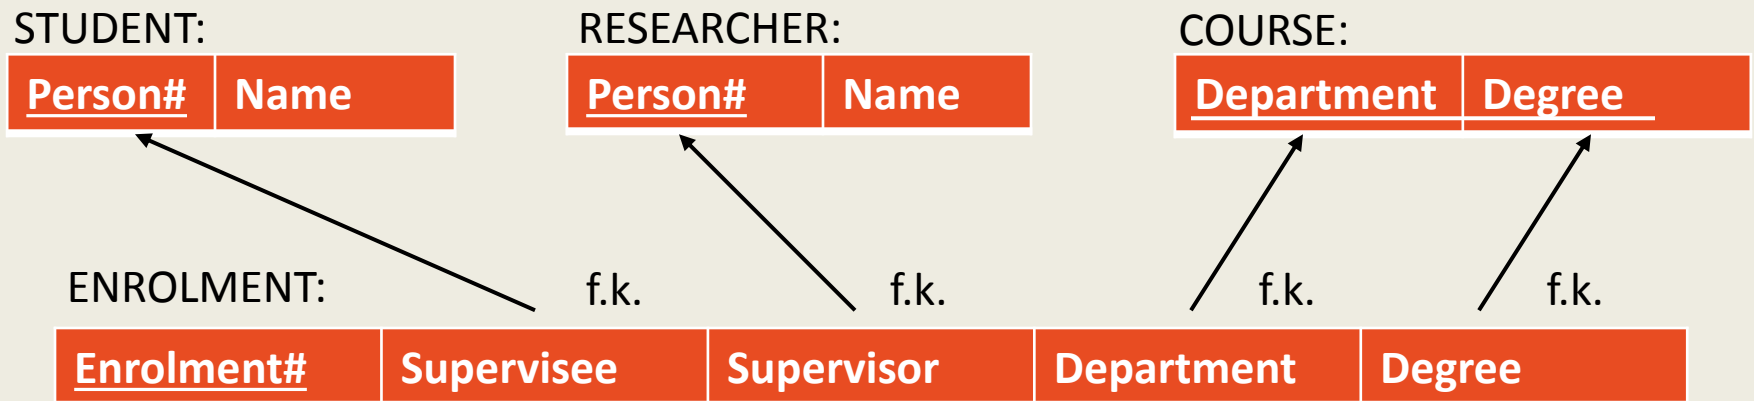 STUDENT: RESEARCHER: COURSE:
Person# Name Person# Name Department Degree
ENROLMENT: f.k. f.k. f.k. f.k.
Enrolment# Supervisee Supervisor Department Degree